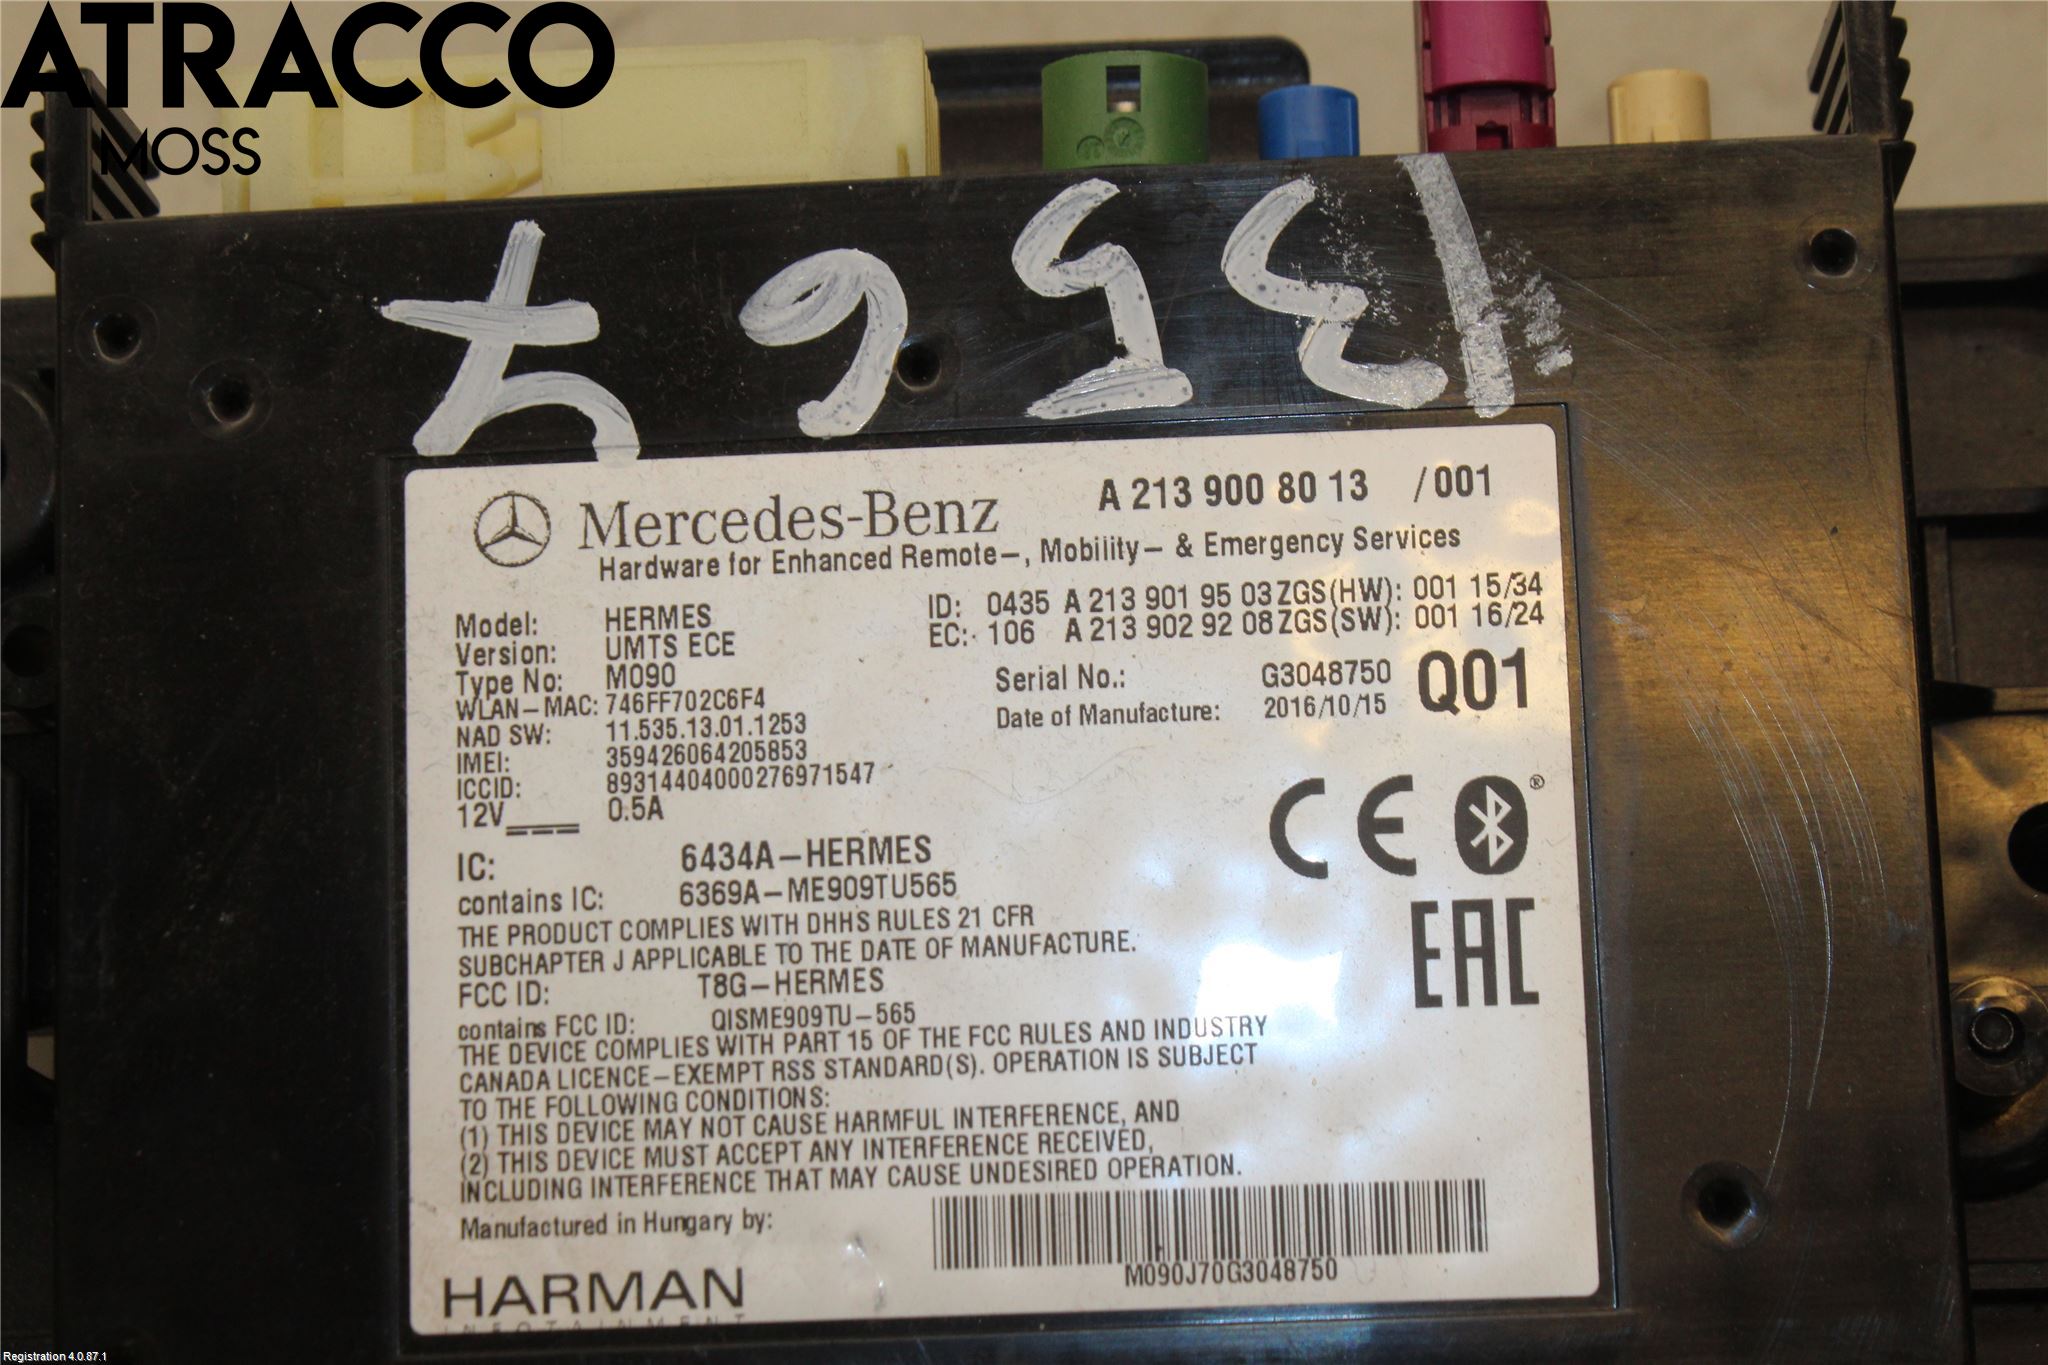 ATRACCO
MOSS
13564
Mercedes-Benz
A 213 900 80 13 /001
Hardware for Enhanced Remote-, Mobility- & Emergency Services
Model: HERMES
Version: UMTS ECE
Type No: M090
WLAN-MAC: 746FF702C6F4
NAD SW: 11.535.13.01.1253
IMEI: 359426064205853
ICCID: 89314404000276971547
12V 0.5A
ID: 0435 A 213 901 95 03 ZGS(HW): 001 15/34
EC: 106 A 213 902 92 08 ZGS(SW): 001 16/24
Serial No.: G3048750
Date of Manufacture: 2016/10/15
Q01
CE
®
EAC
IC: 6434A-HERMES
contains IC: 6369A-ME909TU565
THE PRODUCT COMPLIES WITH DHHS RULES 21 CFR
SUBCHAPTER J APPLICABLE TO THE DATE OF MANUFACTURE.
FCC ID: T8G-HERMES
contains FCC ID: QISME909TU-565
THE DEVICE COMPLIES WITH PART 15 OF THE FCC RULES AND INDUSTRY
CANADA LICENCE-EXEMPT RSS STANDARD(S). OPERATION IS SUBJECT
TO THE FOLLOWING CONDITIONS:
(1) THIS DEVICE MAY NOT CAUSE HARMFUL INTERFERENCE, AND
(2) THIS DEVICE MUST ACCEPT ANY INTERFERENCE RECEIVED,
INCLUDING INTERFERENCE THAT MAY CAUSE UNDESIRED OPERATION.
Manufactured in Hungary by:
HARMAN
INFOTAINMENT
M090J70G3048750
Registration 4.0.87.1